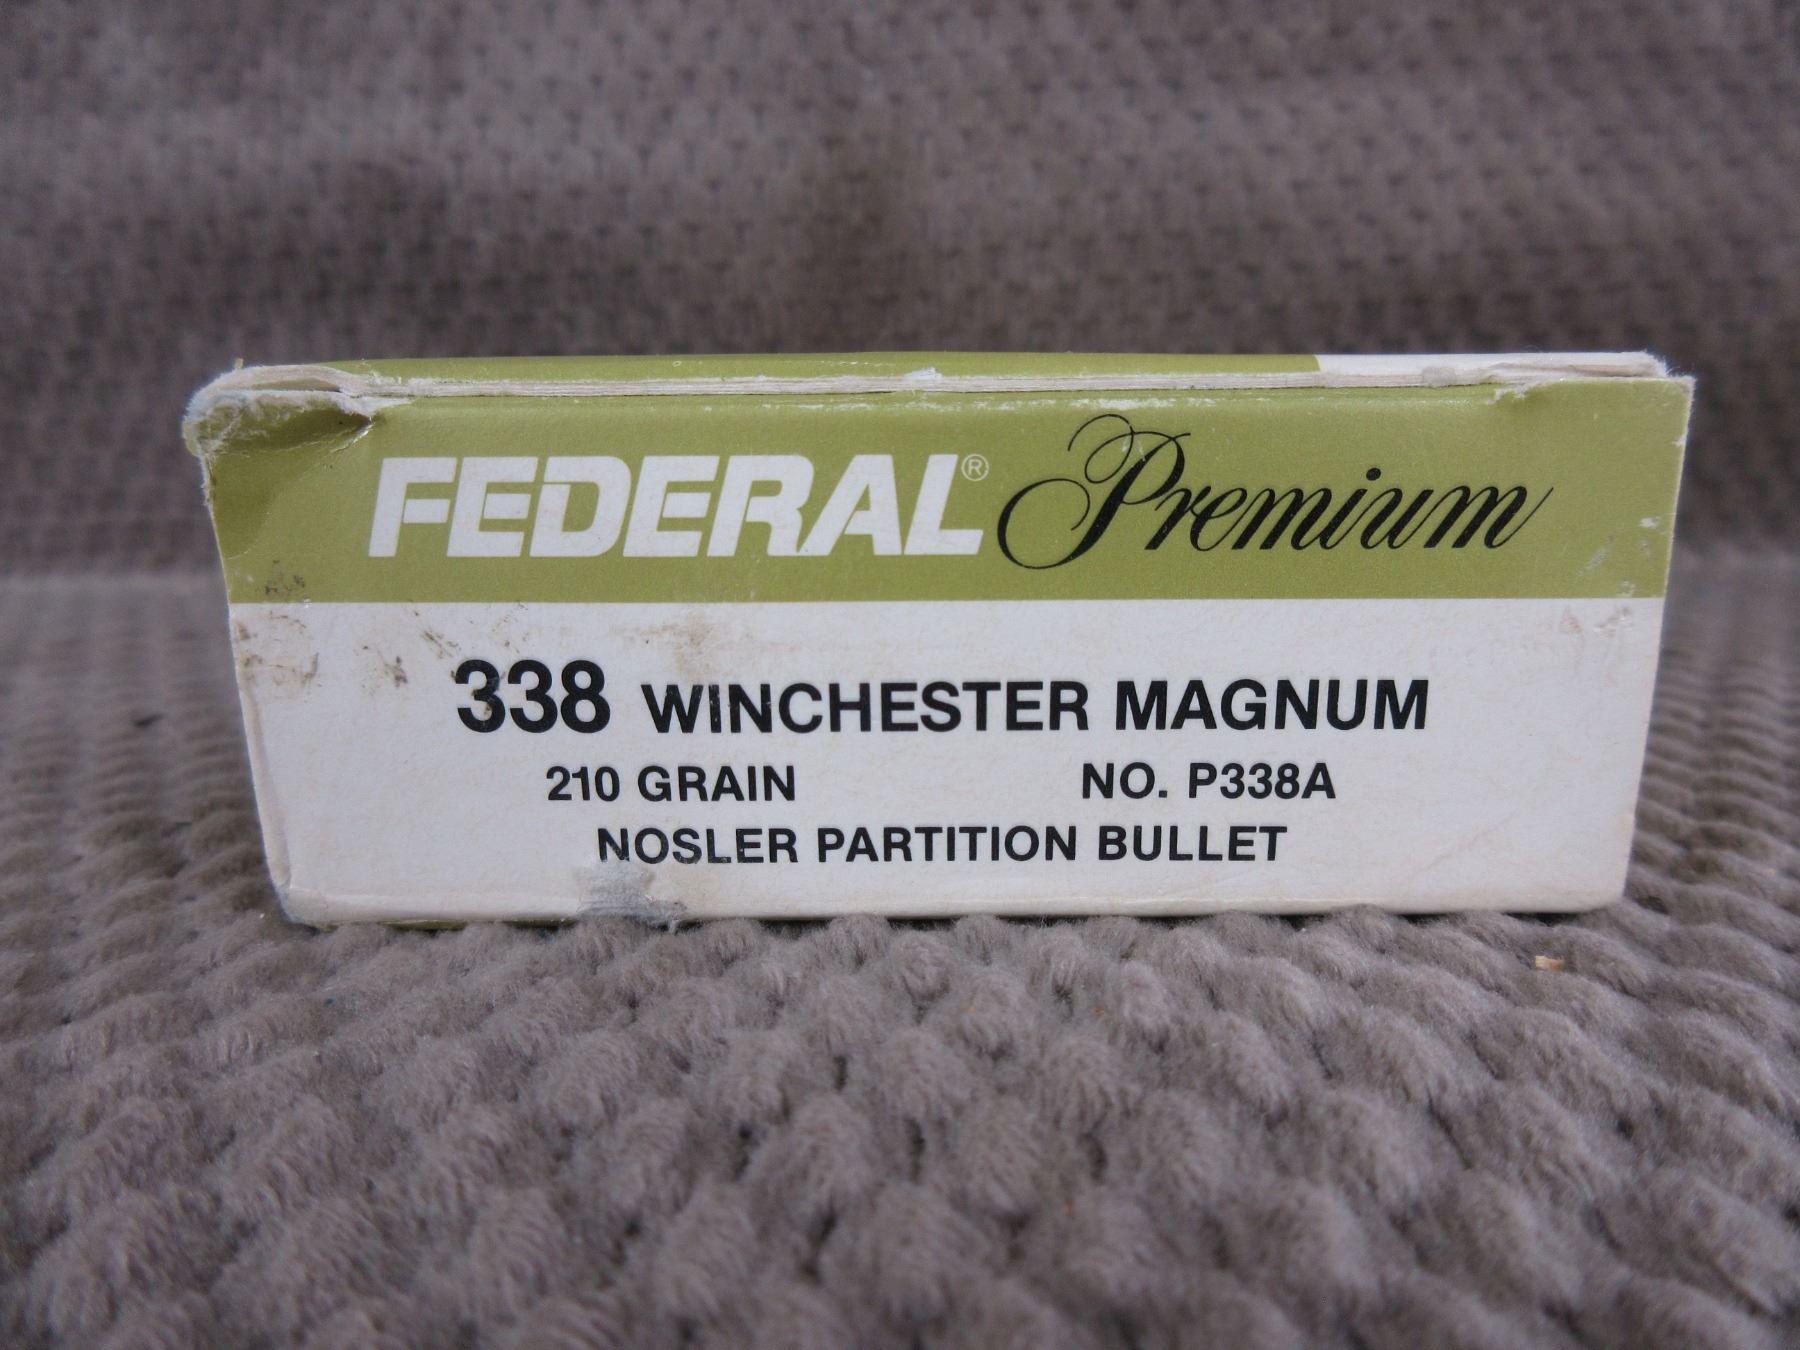 FEDERAL® Premium
338 WINCHESTER MAGNUM
210 GRAIN NO. P338A
NOSLER PARTITION BULLET